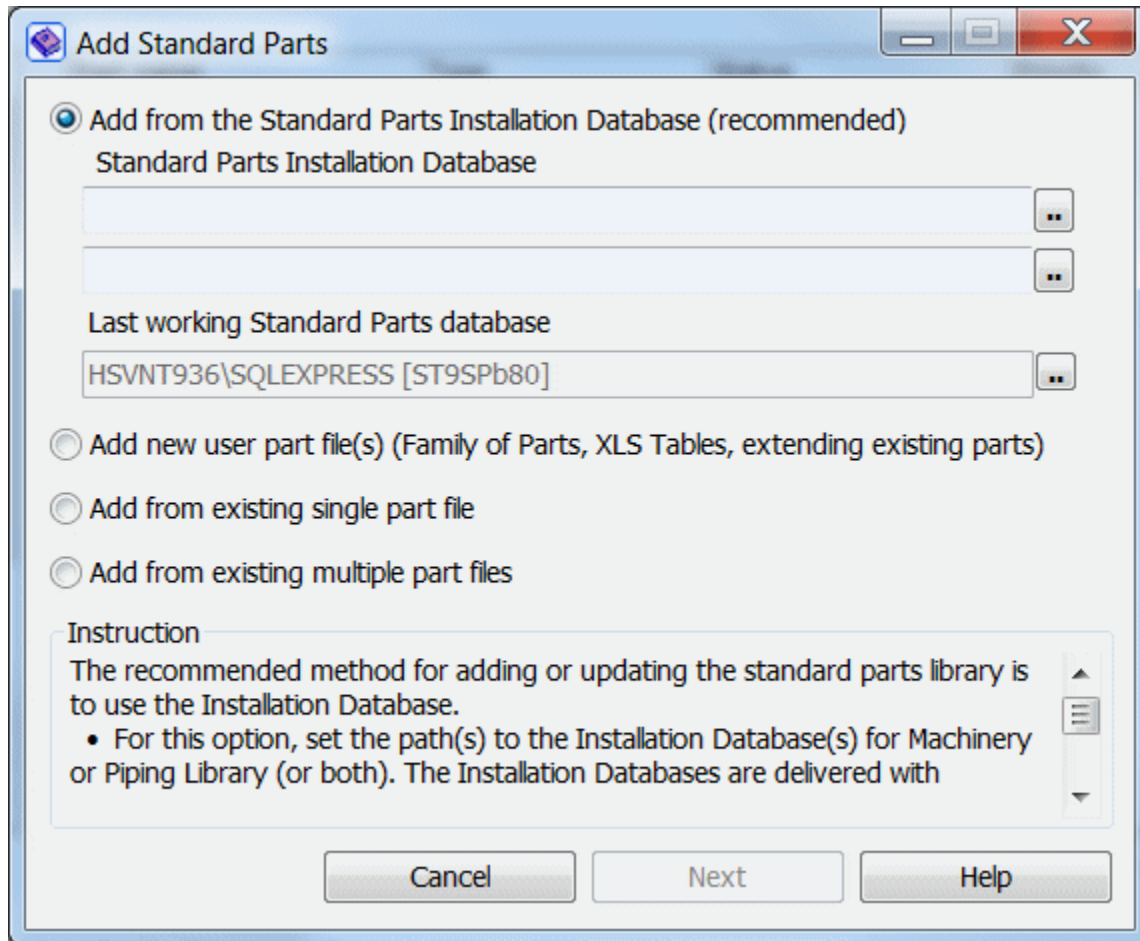 Add Standard Parts
Add from the Standard Parts Installation Database (recommended)
Standard Parts Installation Database
..
..
Last working Standard Parts database
HSVNT936\SQLEXPRESS [ST9SPb80]
..
Add new user part file(s) (Family of Parts, XLS Tables, extending existing parts)
Add from existing single part file
Add from existing multiple part files
Instruction
The recommended method for adding or updating the standard parts library is
to use the Installation Database.
• For this option, set the path(s) to the Installation Database(s) for Machinery
or Piping Library (or both). The Installation Databases are delivered with
Cancel
Next
Help